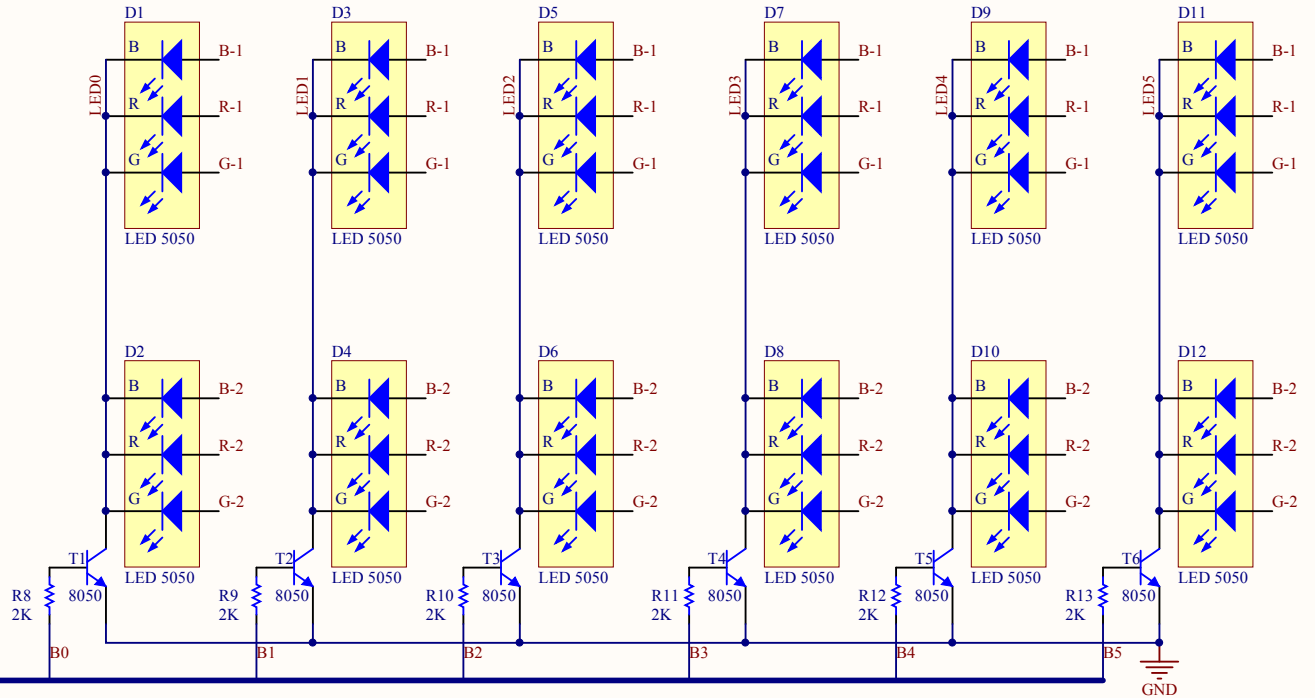 D1 D3 D5 D7 D9 D11
B B-1 B B-1 B B-1 B B-1 B B-1 B B-1
LED0 LED1 LED2 LED3 LED4 LED5
R R-1 R R-1 R R-1 R R-1 R R-1 R R-1
G G-1 G G-1 G G-1 G G-1 G G-1 G G-1
LED 5050 LED 5050 LED 5050 LED 5050 LED 5050 LED 5050
D2 D4 D6 D8 D10 D12
B B-2 B B-2 B B-2 B B-2 B B-2 B B-2
R R-2 R R-2 R R-2 R R-2 R R-2 R R-2
G G-2 G G-2 G G-2 G G-2 G G-2 G G-2
T1 T2 T3 T4 T5 T6
LED 5050 LED 5050 LED 5050 LED 5050 LED 5050 LED 5050
R8 8050 R9 8050 R10 8050 R11 8050 R12 8050 R13 8050
2K 2K 2K 2K 2K 2K
B0 B1 B2 B3 B4 B5
GND